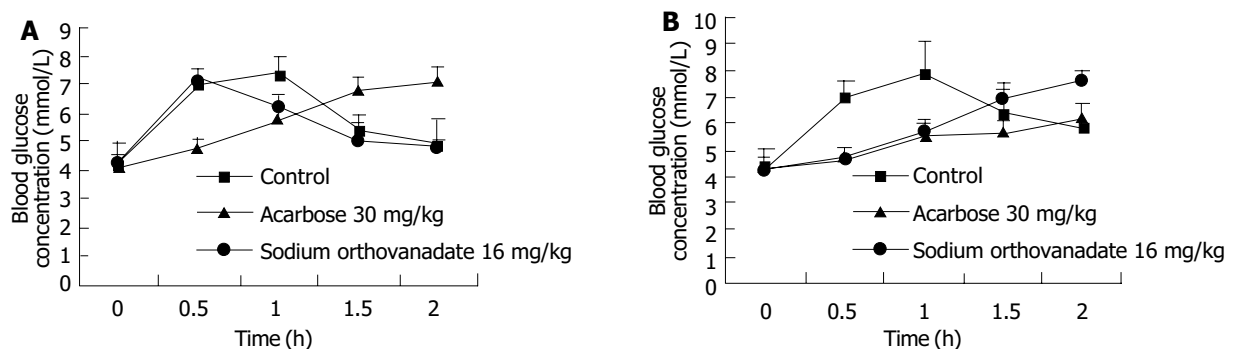 A
Blood glucose
concentration (mmol/L)
9
8
7
6
5
4
3
2
1
0
Control
Acarbose 30 mg/kg
Sodium orthovanadate 16 mg/kg
0 0.5 1 1.5 2
Time (h)
B
Blood glucose
concentration (mmol/L)
10
9
8
7
6
5
4
3
2
1
0
Control
Acarbose 30 mg/kg
Sodium orthovanadate 16 mg/kg
0 0.5 1 1.5 2
Time (h)